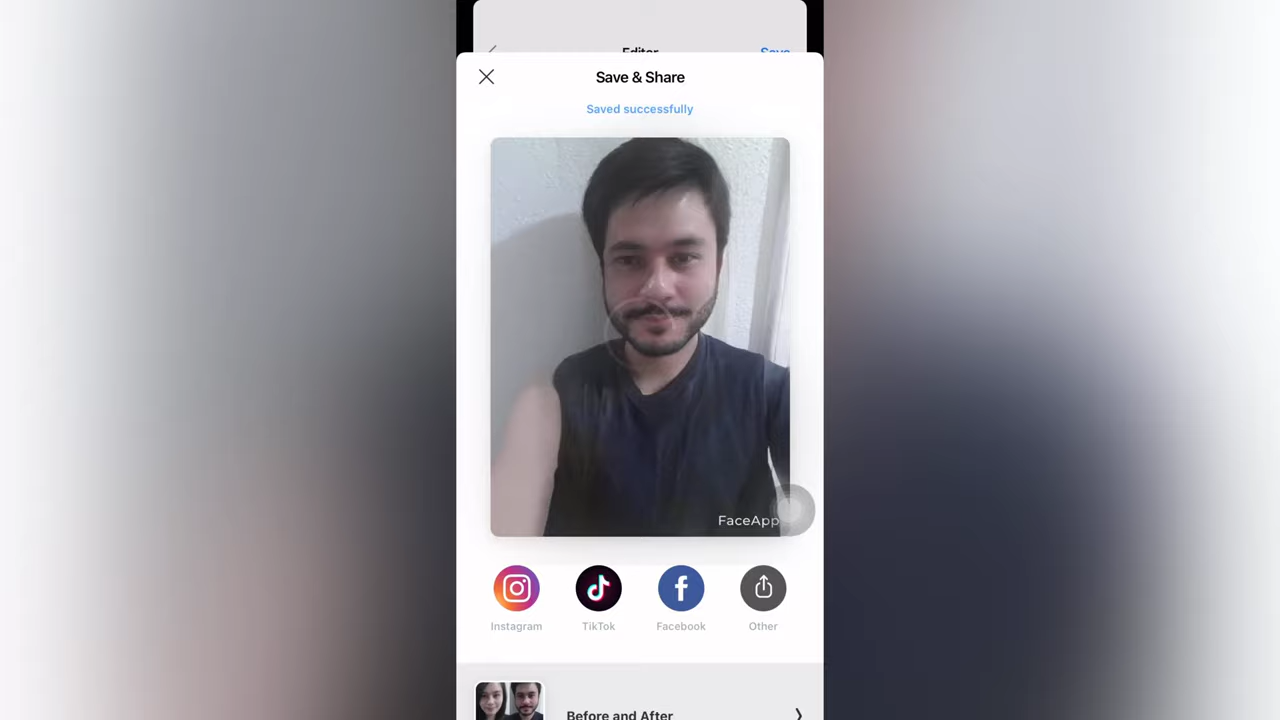 Editor
Save
Save & Share
Saved successfully
FaceApp
Instagram
TikTok
Facebook
Other
Before and After